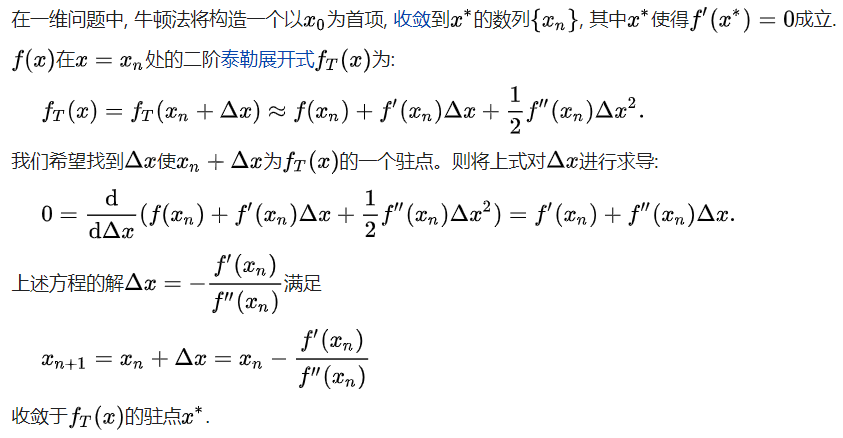 在一维问题中, 牛顿法将构造一个以$x_0$为首项, 收敛到$x^*$的数列$\{x_n\}$, 其中$x^*$使得$f'(x^*) = 0$成立.
$f(x)$在$x = x_n$处的二阶泰勒展开式$f_T(x)$为:
$f_T(x) = f_T(x_n + \Delta x) \approx f(x_n) + f'(x_n)\Delta x + \frac{1}{2} f''(x_n)\Delta x^2.$
我们希望找到$\Delta x$使$x_n + \Delta x$为$f_T(x)$的一个驻点。则将上式对$\Delta x$进行求导:
$0 = \frac{\mathrm{d}}{\mathrm{d}\Delta x}(f(x_n) + f'(x_n)\Delta x + \frac{1}{2} f''(x_n)\Delta x^2) = f'(x_n) + f''(x_n)\Delta x.$
上述方程的解$\Delta x = -\frac{f'(x_n)}{f''(x_n)}$满足
$x_{n+1} = x_n + \Delta x = x_n - \frac{f'(x_n)}{f''(x_n)}$
收敛于$f_T(x)$的驻点$x^*$.